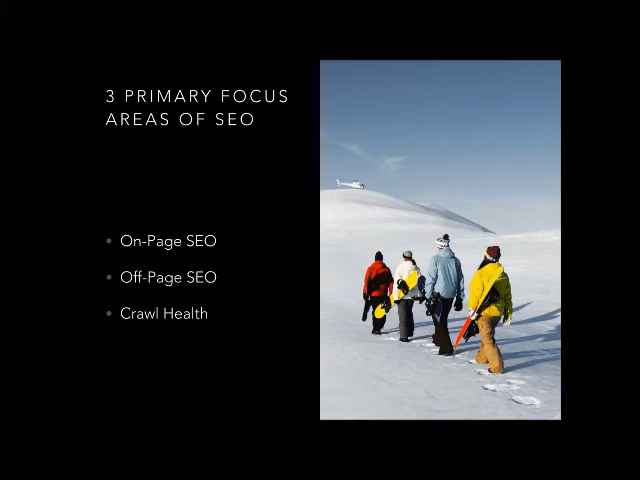 3 PRIMARY FOCUS
AREAS OF SEO
On-Page SEO
Off-Page SEO
Crawl Health